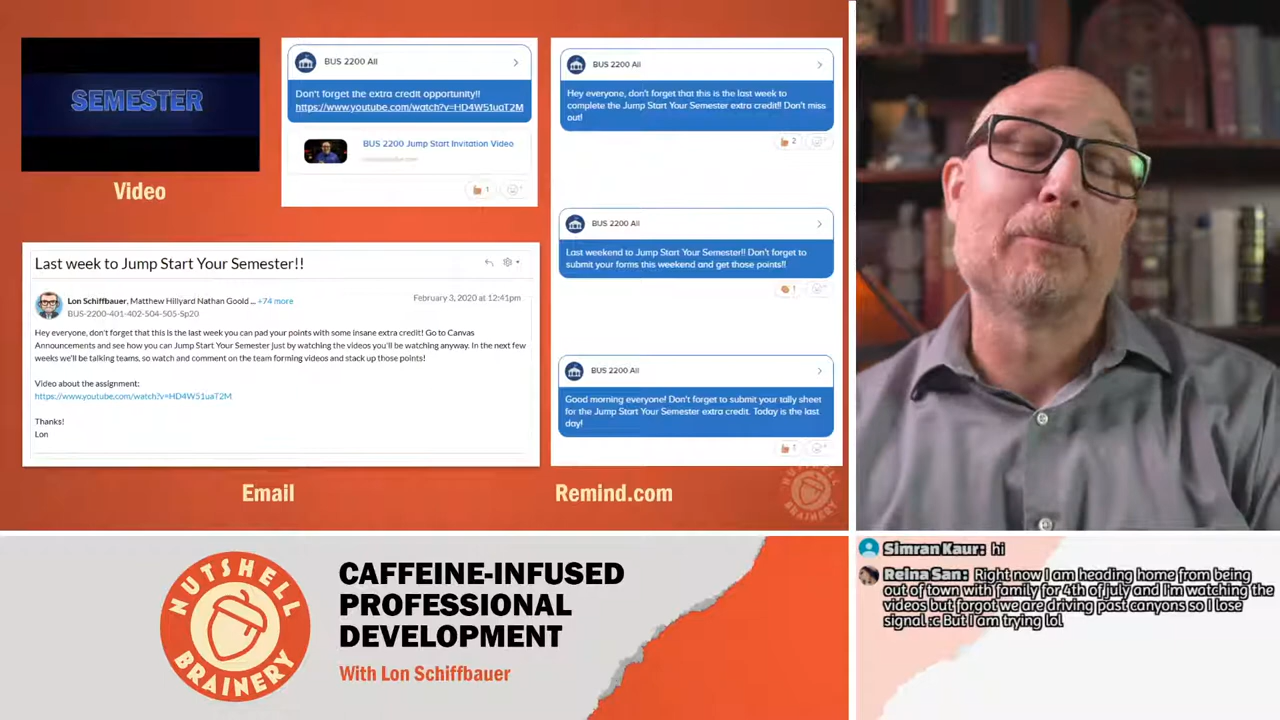 SEMESTER
Video
BUS 2200 All
Don't forget the extra credit opportunity!!
https://www.youtube.com/watch?v=HD4W51uaT2M
BUS 2200 Jump Start Invitation Video
1
BUS 2200 All
Hey everyone, don't forget that this is the last week to
complete the Jump Start Your Semester extra credit!! Don't miss
out!
2
BUS 2200 All
Last weekend to Jump Start Your Semester!! Don't forget to
submit your forms this weekend and get those points!!
1
BUS 2200 All
Good morning everyone! Don't forget to submit your tally sheet
for the Jump Start Your Semester extra credit. Today is the last
day!
1
Last week to Jump Start Your Semester!!
Lon Schiffbauer, Matthew Hillyard Nathan Goold ... +74 more
February 3, 2020 at 12:41pm
BUS-2200-401-402-504-505-Sp20
Hey everyone, don't forget that this is the last week you can pad your points with some insane extra credit! Go to Canvas
Announcements and see how you can Jump Start Your Semester just by watching the videos you'll be watching anyway. In the next few
weeks we'll be talking teams, so watch and comment on the team forming videos and stack up those points!
Video about the assignment:
https://www.youtube.com/watch?v=HD4W51uaT2M
Thanks!
Lon
Email
Remind.com
NUTSHELL
BRAINERY
NUTSHELL
BRAINERY
CAFFEINE-INFUSED
PROFESSIONAL
DEVELOPMENT
With Lon Schiffbauer
Simran Kaur: hi
Reina San: Right now I am heading home from being
out of town with family for 4th of july and I'm watching the
videos but forgot we are driving past canyons so I lose
signal :c But I am trying lol